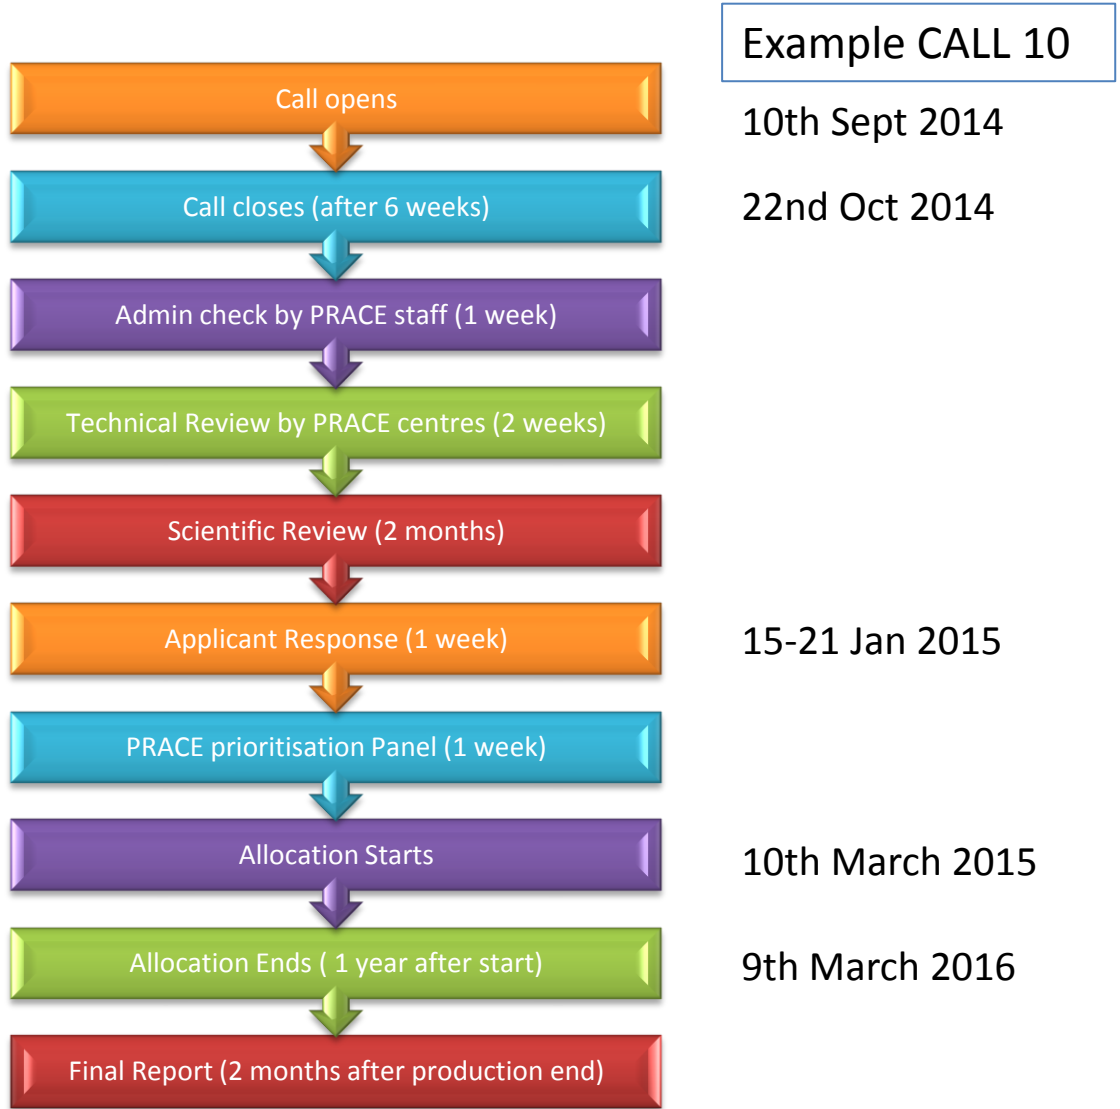 Example CALL 10
Call opens
10th Sept 2014
Call closes (after 6 weeks)
22nd Oct 2014
Admin check by PRACE staff (1 week)
Technical Review by PRACE centres (2 weeks)
Scientific Review (2 months)
Applicant Response (1 week)
15-21 Jan 2015
PRACE prioritisation Panel (1 week)
Allocation Starts
10th March 2015
Allocation Ends ( 1 year after start)
9th March 2016
Final Report (2 months after production end)